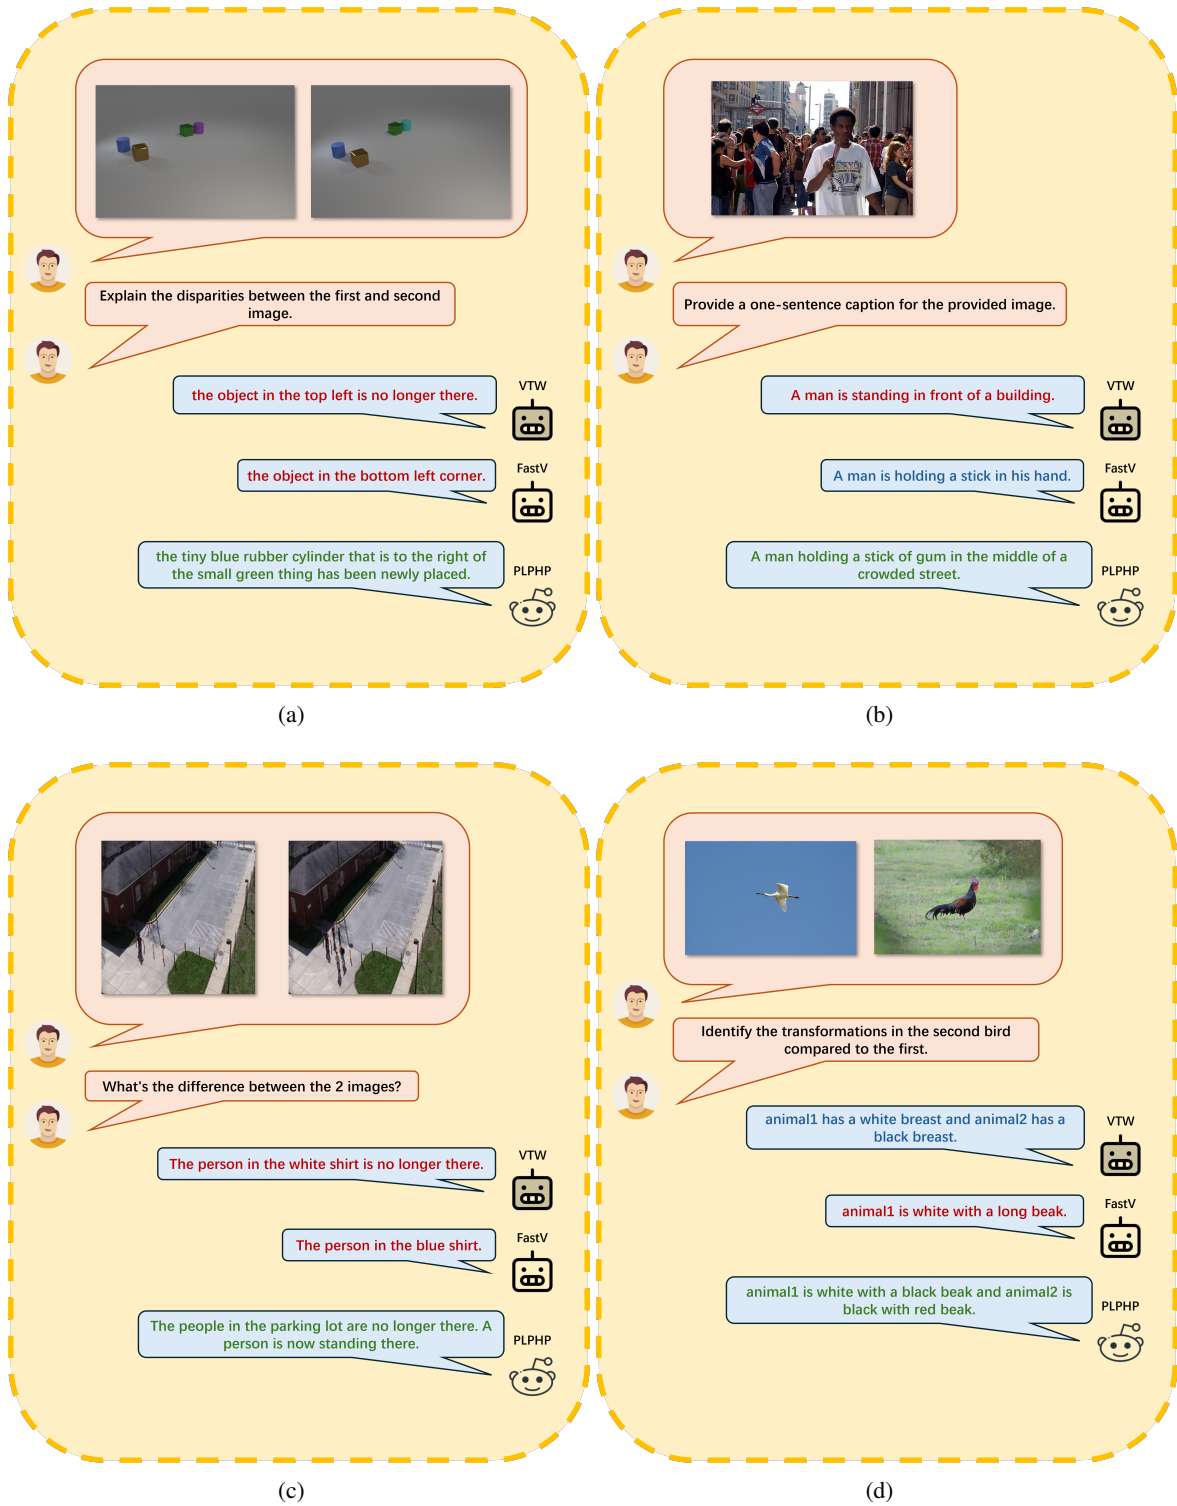 Explain the disparities between the first and second
image.
VTW
the object in the top left is no longer there.
FastV
the object in the bottom left corner.
the tiny blue rubber cylinder that is to the right of
the small green thing has been newly placed.
PLPHP
(a)
Provide a one-sentence caption for the provided image.
VTW
A man is standing in front of a building.
FastV
A man is holding a stick in his hand.
A man holding a stick of gum in the middle of a
crowded street.
PLPHP
(b)
What's the difference between the 2 images?
VTW
The person in the white shirt is no longer there.
FastV
The person in the blue shirt.
The people in the parking lot are no longer there. A
person is now standing there.
PLPHP
(c)
Identify the transformations in the second bird
compared to the first.
animal1 has a white breast and animal2 has a
black breast.
VTW
FastV
animal1 is white with a long beak.
animal1 is white with a black beak and animal2 is
black with red beak.
PLPHP
(d)